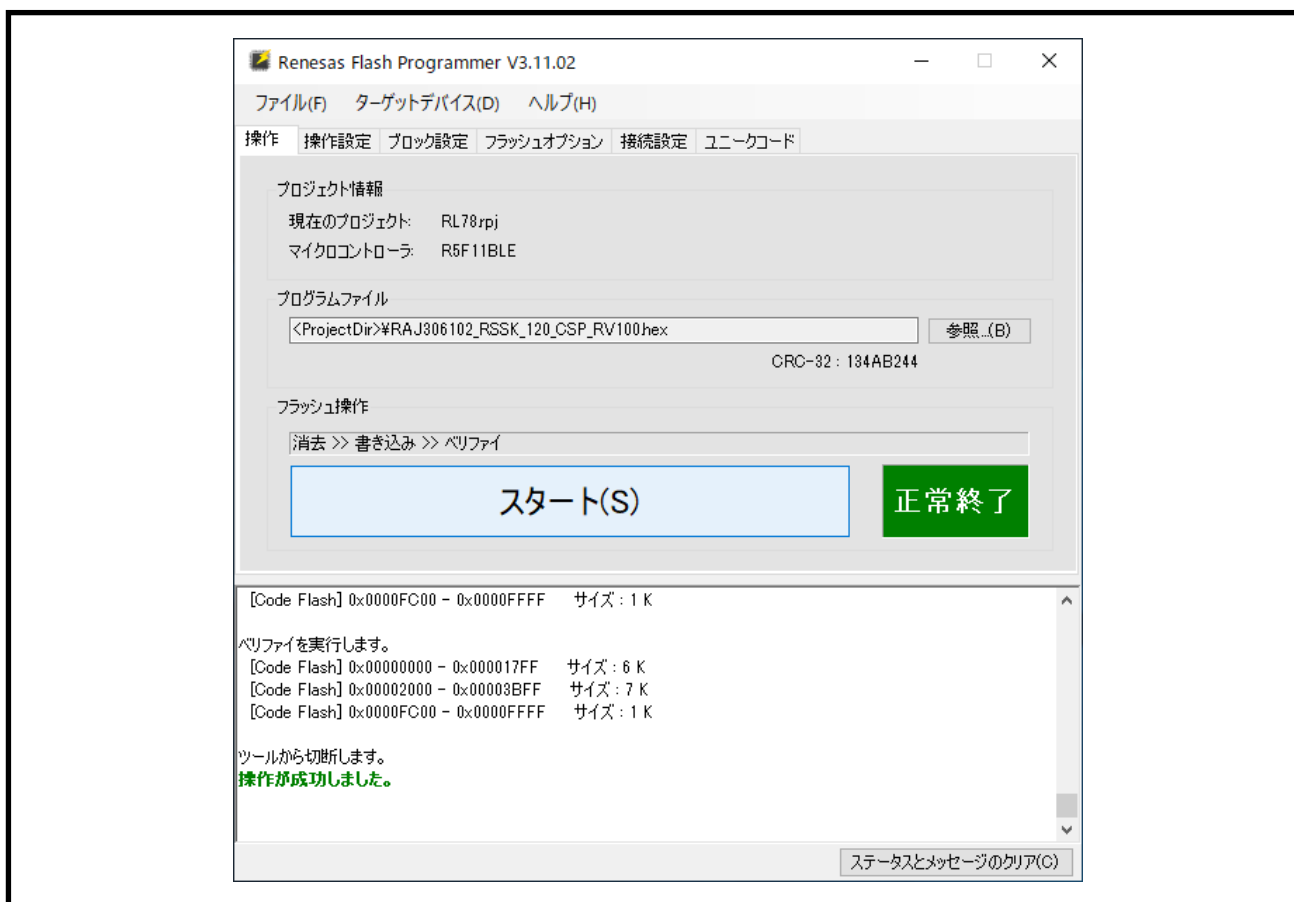 Renesas Flash Programmer V3.11.02
ファイル(F) ターゲットデバイス(D) ヘルプ(H)
操作 操作設定 ブロック設定 フラッシュオプション 接続設定 ユニークコード
プロジェクト情報
現在のプロジェクト: RL78.rpj
マイクロコントローラ: R5F11BLE
プログラムファイル
<ProjectDir>¥RAJ306102_RSSK_120_CSP_RV100.hex 参照...(B)
CRC-32 : 134AB244
フラッシュ操作
消去 >> 書き込み >> ベリファイ
スタート(S) 正常終了
[Code Flash] 0x0000FC00 - 0x0000FFFF サイズ : 1 K
ベリファイを実行します。
[Code Flash] 0x00000000 - 0x000017FF サイズ : 6 K
[Code Flash] 0x00002000 - 0x00003BFF サイズ : 7 K
[Code Flash] 0x0000FC00 - 0x0000FFFF サイズ : 1 K
ツールから切断します。
操作が成功しました。
ステータスとメッセージのクリア(C)